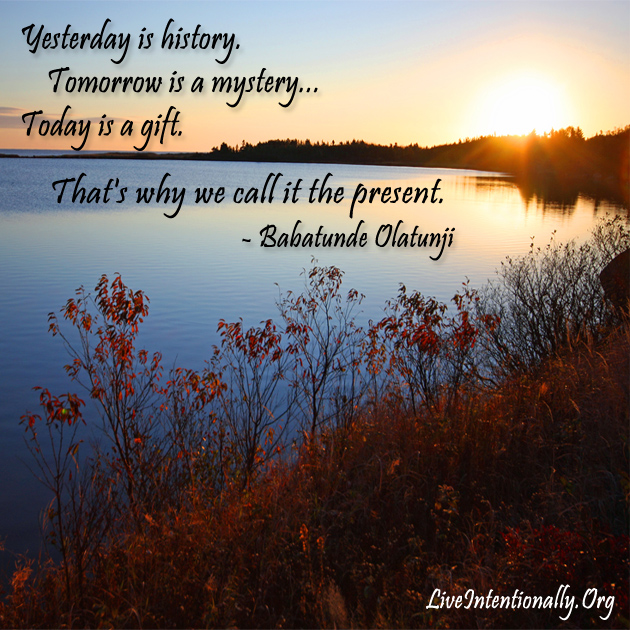 Yesterday is history.
Tomorrow is a mystery...
Today is a gift.
That's why we call it the present.
~ Babatunde Olatunji
LiveIntentionally.Org